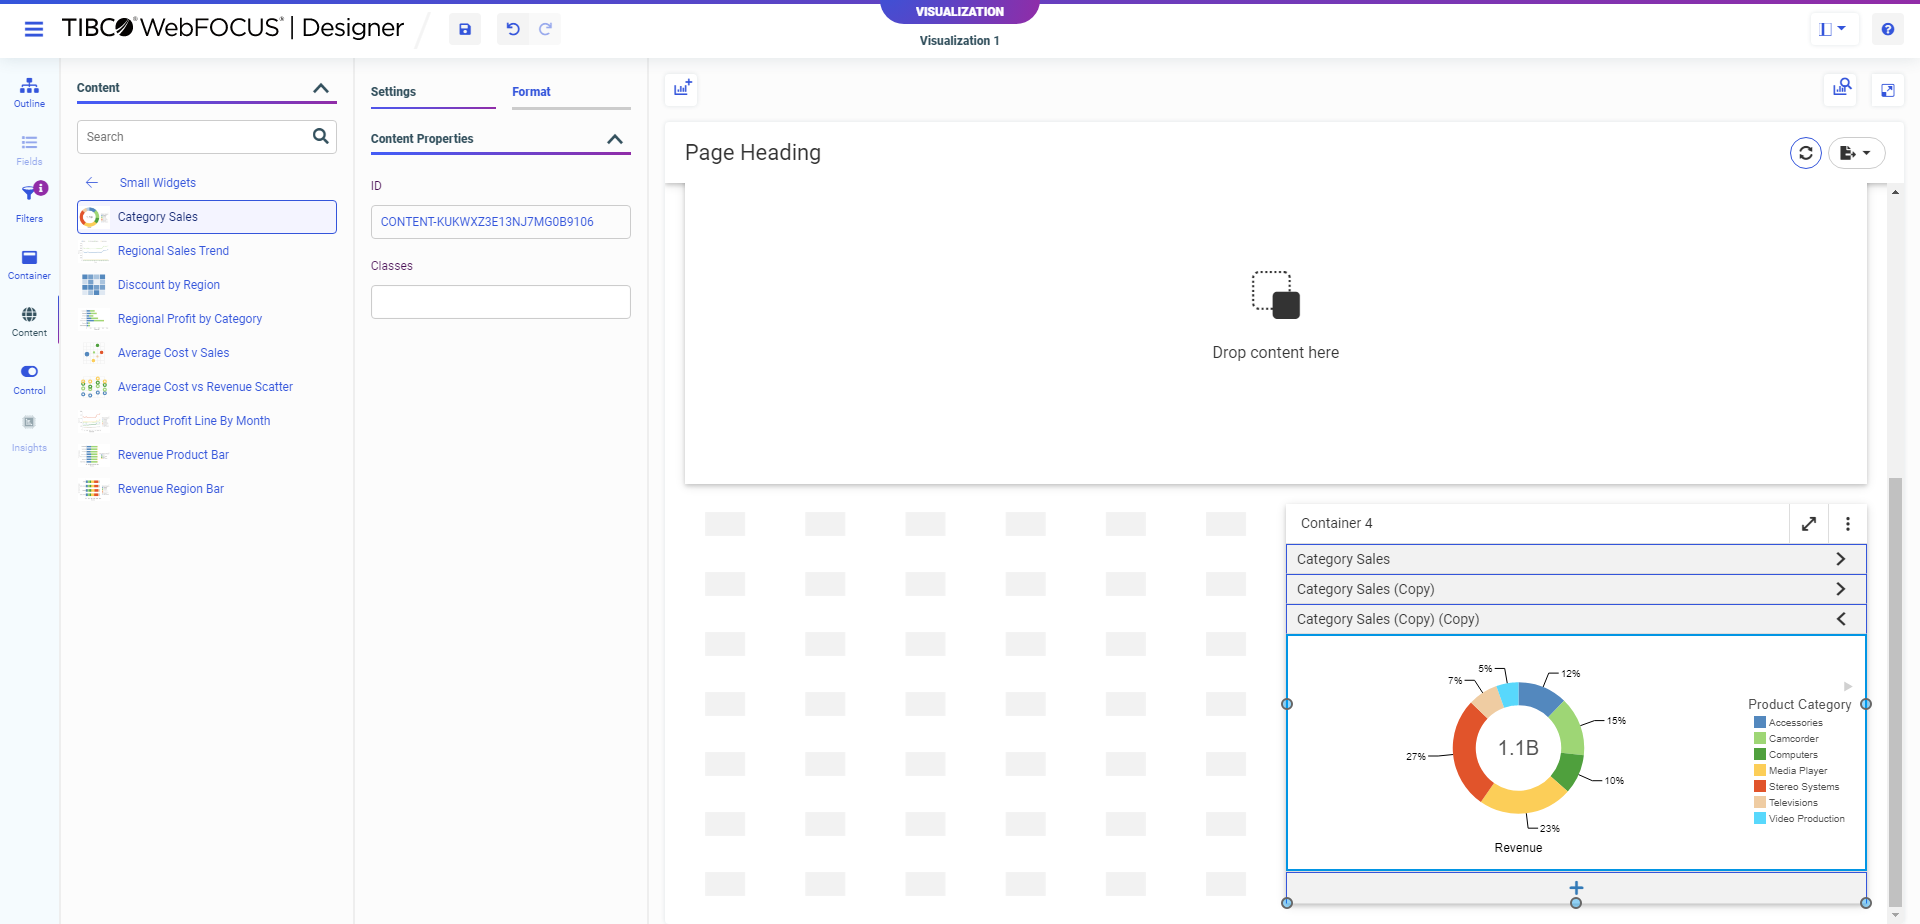 VISUALIZATION
TIBCO® WebFOCUS® | Designer
Visualization 1
Outline
Fields
Filters
Container
Content
Control
Insights
Content
Search
Small Widgets
Category Sales
Regional Sales Trend
Discount by Region
Regional Profit by Category
Average Cost v Sales
Average Cost vs Revenue Scatter
Product Profit Line By Month
Revenue Product Bar
Revenue Region Bar
Settings
Format
Content Properties
ID
CONTENT-KUKWXZ3E13NJ7MG0B9106
Classes
Page Heading
Drop content here
Container 4
Category Sales
Category Sales (Copy)
Category Sales (Copy) (Copy)
5%
12%
7%
15%
27%
1.1B
10%
23%
Revenue
Product Category
Accessories
Camcorder
Computers
Media Player
Stereo Systems
Televisions
Video Production